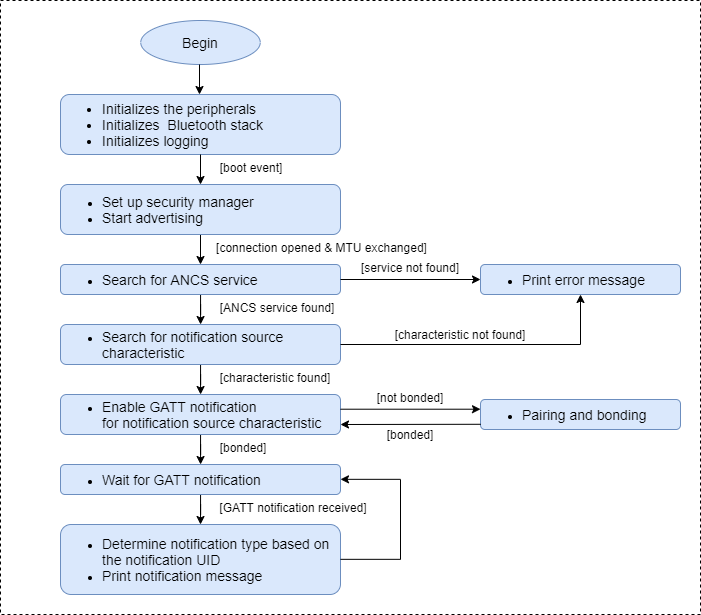 Begin
• Initializes the peripherals
• Initializes  Bluetooth stack
• Initializes logging
[boot event]
• Set up security manager
• Start advertising
[connection opened & MTU exchanged]
• Search for ANCS service
[service not found]
• Print error message
[ANCS service found]
• Search for notification source
characteristic
[characteristic not found]
[characteristic found]
• Enable GATT notification
for notification source characteristic
[not bonded]
• Pairing and bonding
[bonded]
[bonded]
• Wait for GATT notification
[GATT notification received]
• Determine notification type based on
the notification UID
• Print notification message